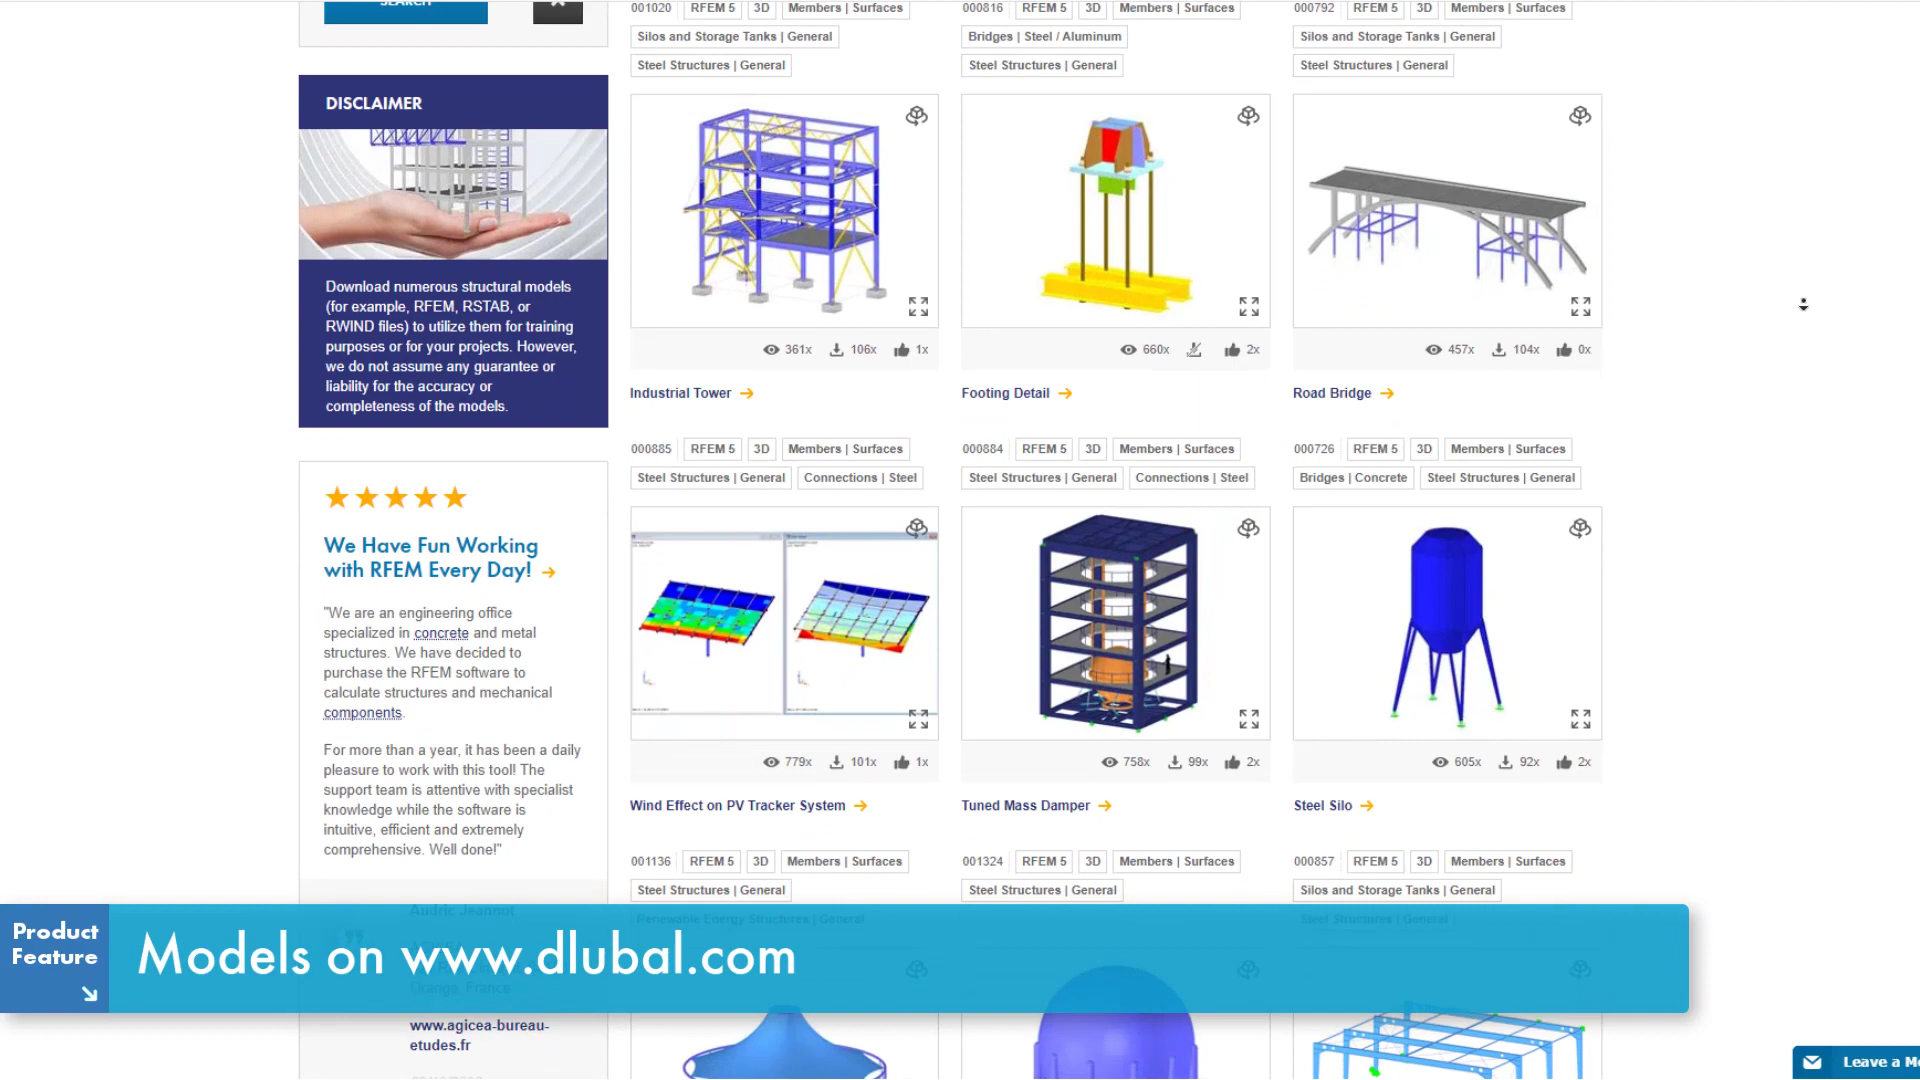 SEARCH
001020 RFEM 5 3D Members | Surfaces
Silos and Storage Tanks | General
Steel Structures | General
000816 RFEM 5 3D Members | Surfaces
Bridges | Steel / Aluminum
Steel Structures | General
000792 RFEM 5 3D Members | Surfaces
Silos and Storage Tanks | General
Steel Structures | General
DISCLAIMER
Download numerous structural models
(for example, RFEM, RSTAB, or
RWIND files) to utilize them for training
purposes or for your projects. However,
we do not assume any guarantee or
liability for the accuracy or
completeness of the models.
361x 106x 1x
Industrial Tower
660x 2x
Footing Detail
457x 104x 0x
Road Bridge
000885 RFEM 5 3D Members | Surfaces
Steel Structures | General Connections | Steel
000884 RFEM 5 3D Members | Surfaces
Steel Structures | General Connections | Steel
000726 RFEM 5 3D Members | Surfaces
Bridges | Concrete Steel Structures | General
We Have Fun Working
with RFEM Every Day!
"We are an engineering office
specialized in concrete and metal
structures. We have decided to
purchase the RFEM software to
calculate structures and mechanical
components.
For more than a year, it has been a daily
pleasure to work with this tool! The
support team is attentive with specialist
knowledge while the software is
intuitive, efficient and extremely
comprehensive. Well done!"
779x 101x 1x
Wind Effect on PV Tracker System
758x 99x 2x
Tuned Mass Damper
605x 92x 2x
Steel Silo
001136 RFEM 5 3D Members | Surfaces
Steel Structures | General
Renewable Energy Structures | General
001324 RFEM 5 3D Members | Surfaces
Steel Structures | General
000857 RFEM 5 3D Members | Surfaces
Silos and Storage Tanks | General
Steel Structures | General
Audric Jeannot
Orange, France
www.agicea-bureau-
etudes.fr
Product
Feature
Models on www.dlubal.com
Leave a Me